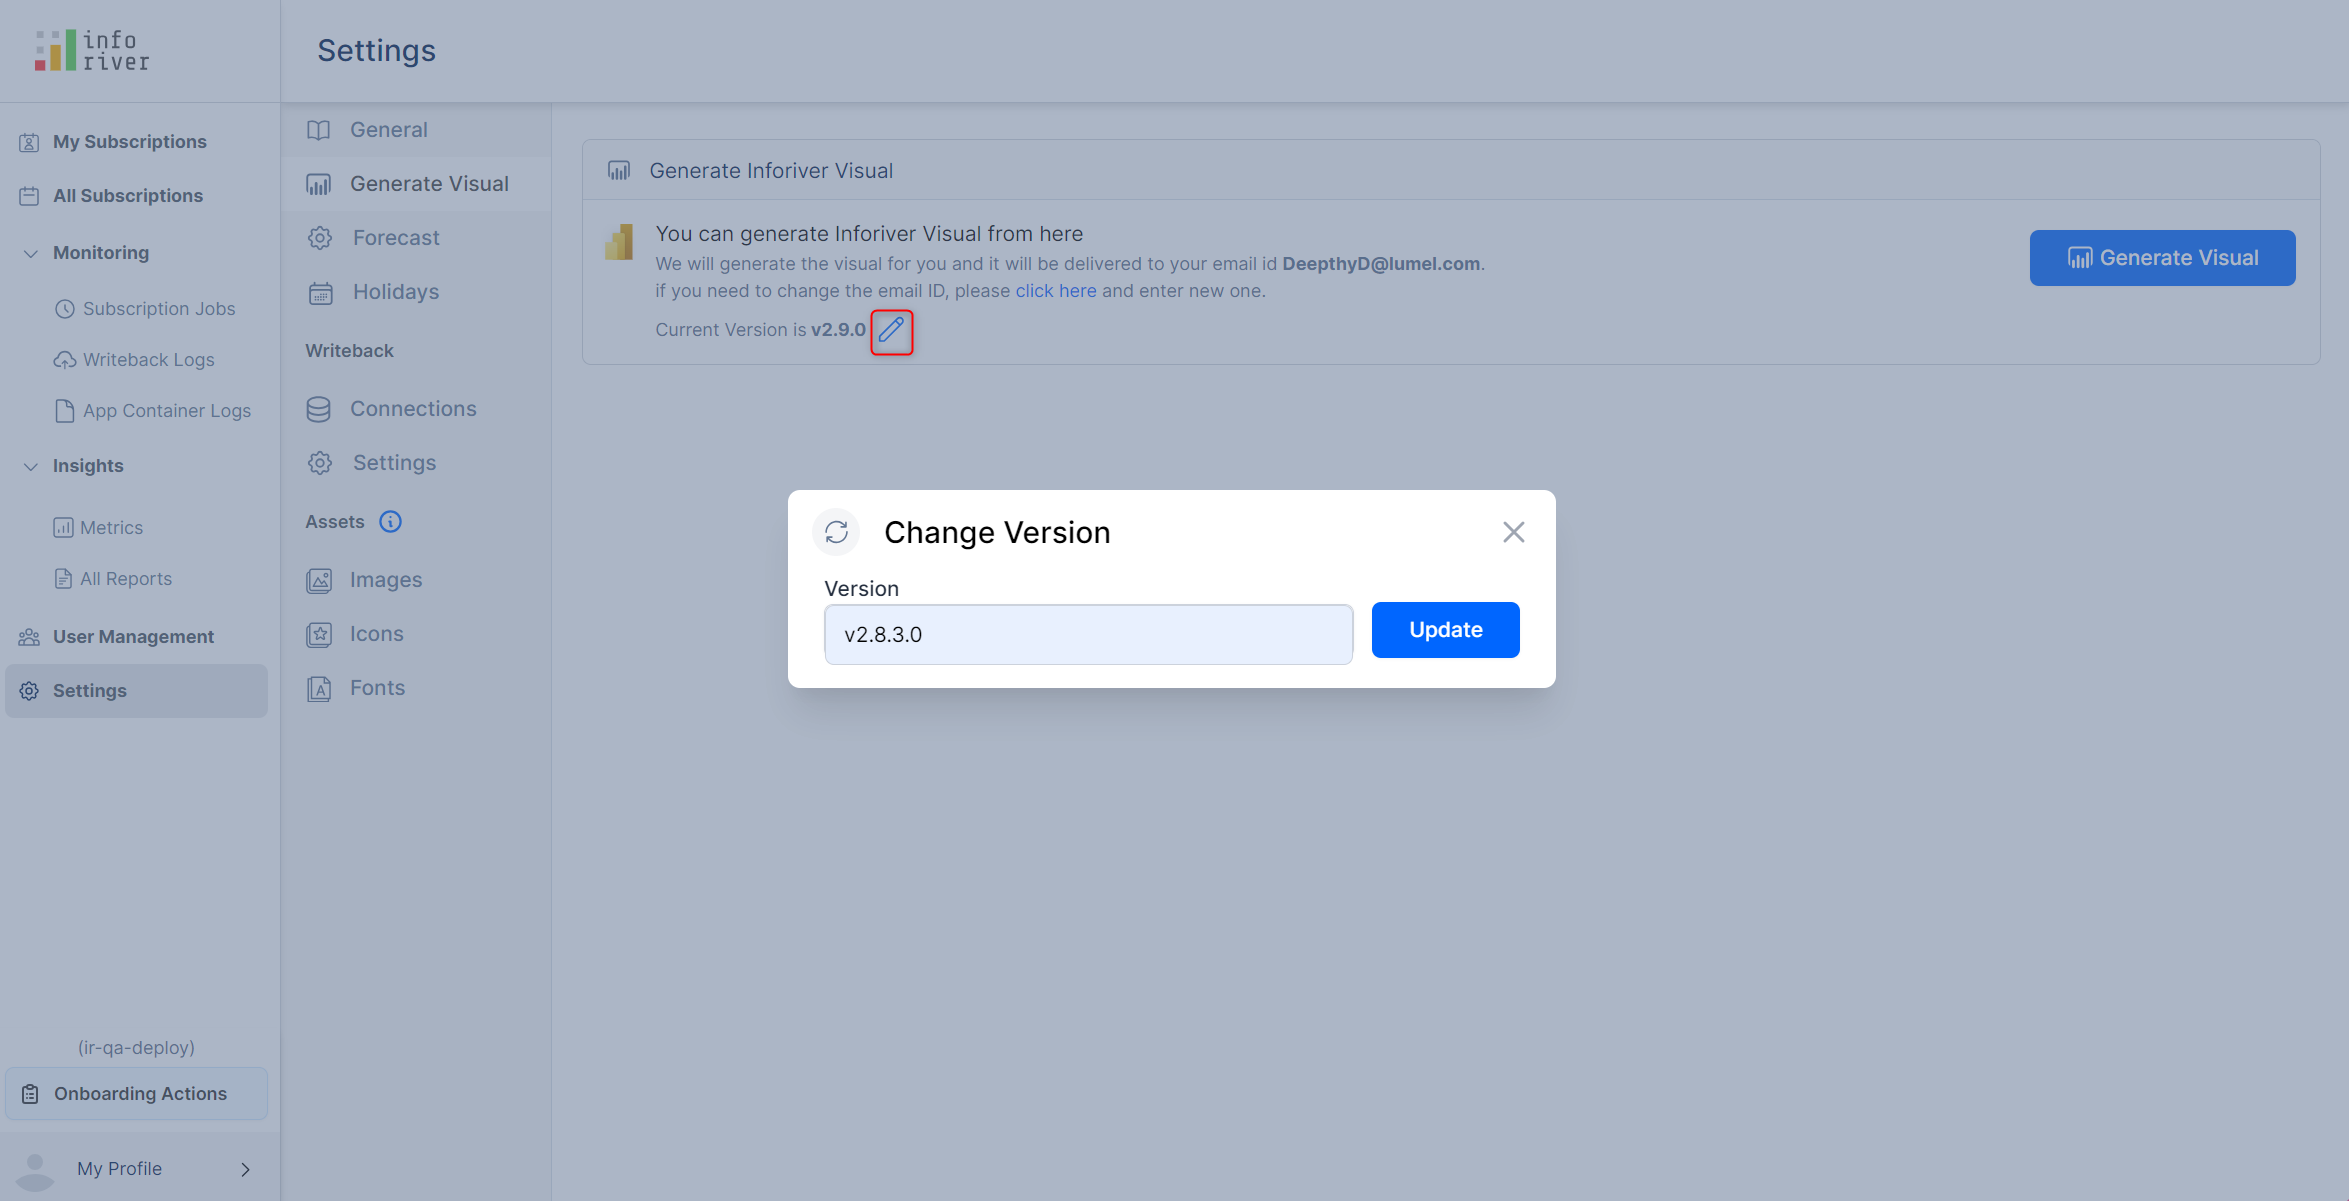 info
river
Settings
My Subscriptions
All Subscriptions
Monitoring
Subscription Jobs
Writeback Logs
App Container Logs
Insights
Metrics
All Reports
User Management
Settings
(ir-qa-deploy)
Onboarding Actions
My Profile
General
Generate Visual
Forecast
Holidays
Writeback
Connections
Settings
Assets
Images
Icons
Fonts
Generate Inforiver Visual
You can generate Inforiver Visual from here
We will generate the visual for you and it will be delivered to your email id DeepthyD@lumel.com.
if you need to change the email ID, please click here and enter new one.
Current Version is v2.9.0
Generate Visual
Change Version
Version
v2.8.3.0
Update